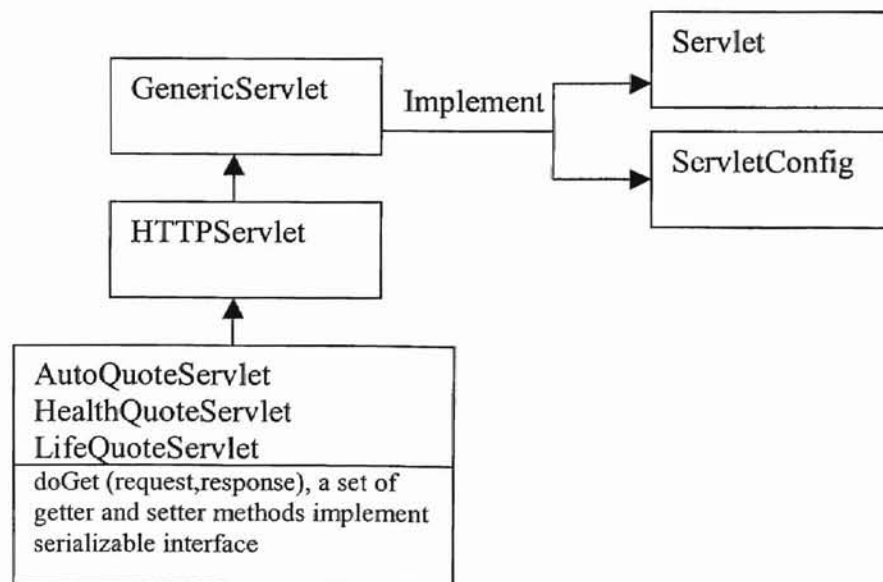 Servlet
GenericServlet
Implement
ServletConfig
HTTPServlet
AutoQuoteServlet
HealthQuoteServlet
LifeQuoteServlet
doGet (request,response), a set of
getter and setter methods implement
serializable interface